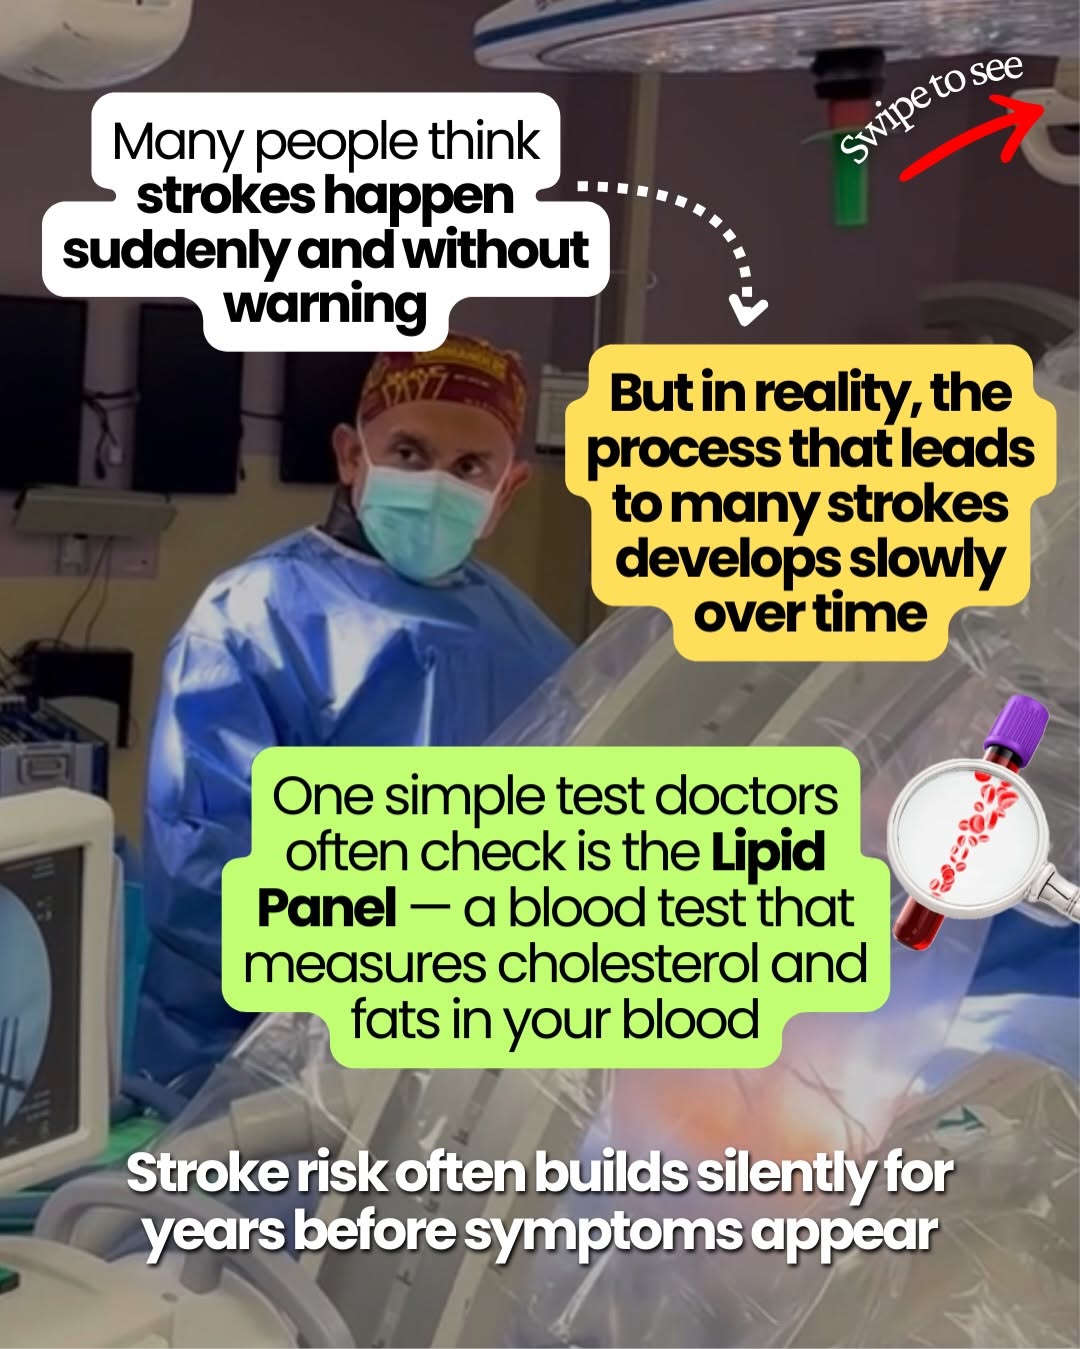 Swipe to see
Many people think
strokes happen
suddenly and without
warning
But in reality, the
process that leads
to many strokes
develops slowly
over time
One simple test doctors
often check is the Lipid
Panel — a blood test that
measures cholesterol and
fats in your blood
Stroke risk often builds silently for
years before symptoms appear